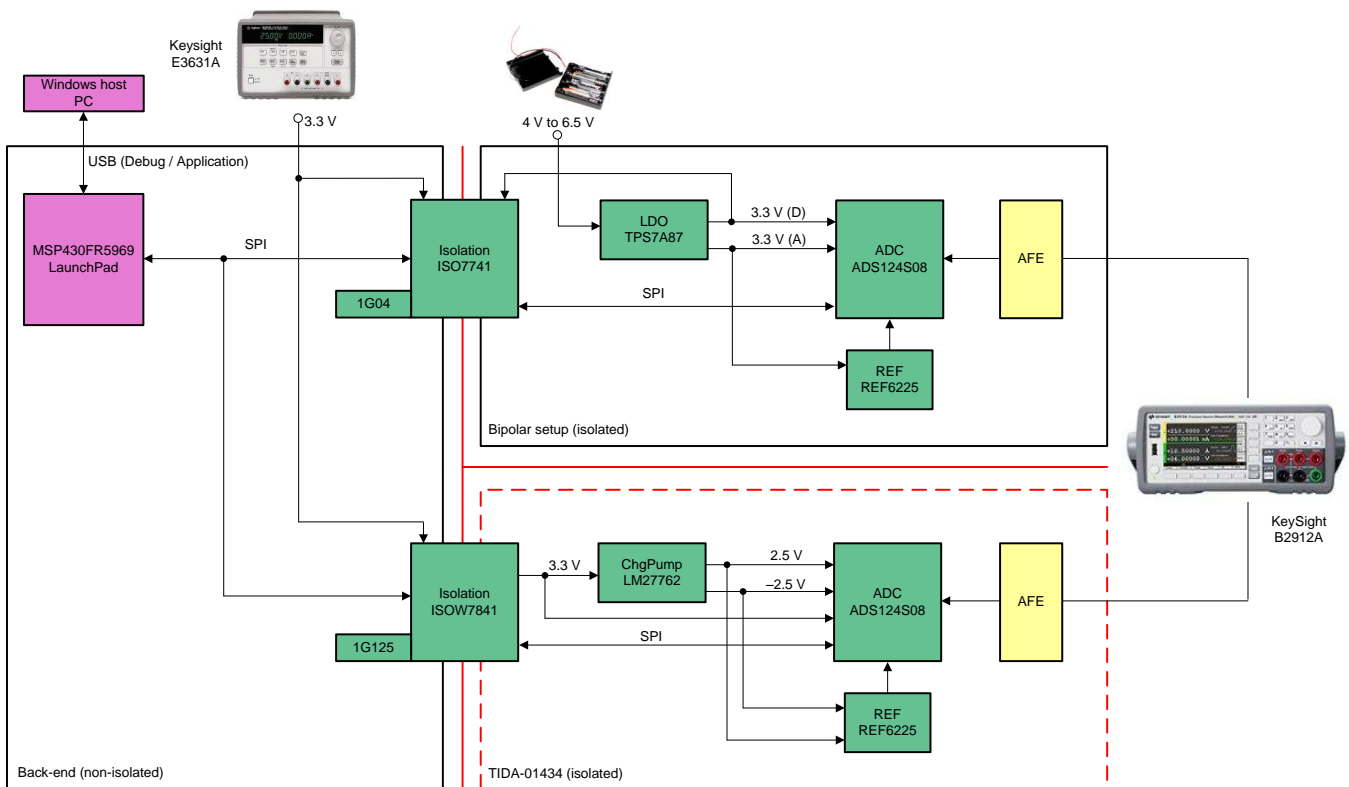 Keysight
E3631A
Windows host
PC
3.3 V
4 V to 6.5 V
USB (Debug / Application)
MSP430FR5969
LaunchPad
SPI
Isolation
ISO7741
1G04
LDO
TPS7A87
3.3 V (D)
3.3 V (A)
SPI
ADC
ADS124S08
AFE
REF
REF6225
Bipolar setup (isolated)
KeySight
B2912A
Isolation
ISOW7841
1G125
3.3 V
ChgPump
LM27762
2.5 V
–2.5 V
SPI
ADC
ADS124S08
AFE
REF
REF6225
Back-end (non-isolated)
TIDA-01434 (isolated)